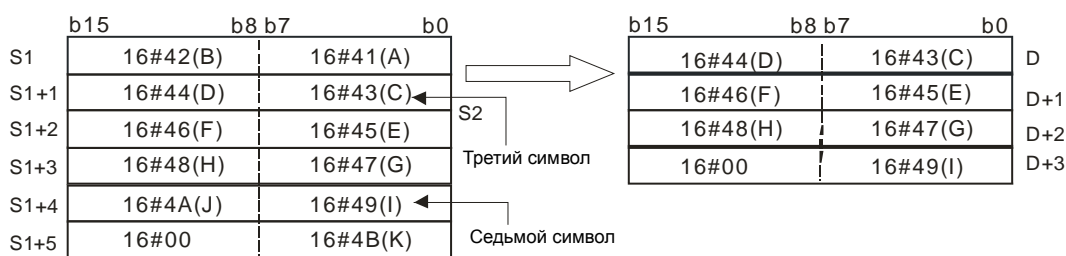 b15 b8 b7 b0
S1 16#42(B) 16#41(A)
S1+1 16#44(D) 16#43(C)
S1+2 16#46(F) 16#45(E)
S1+3 16#48(H) 16#47(G)
S1+4 16#4A(J) 16#49(I)
S1+5 16#00 16#4B(K)
S2
Третий символ
Седьмой символ
b15 b8 b7 b0
16#44(D) 16#43(C) D
16#46(F) 16#45(E) D+1
16#48(H) 16#47(G) D+2
16#00 16#49(I) D+3